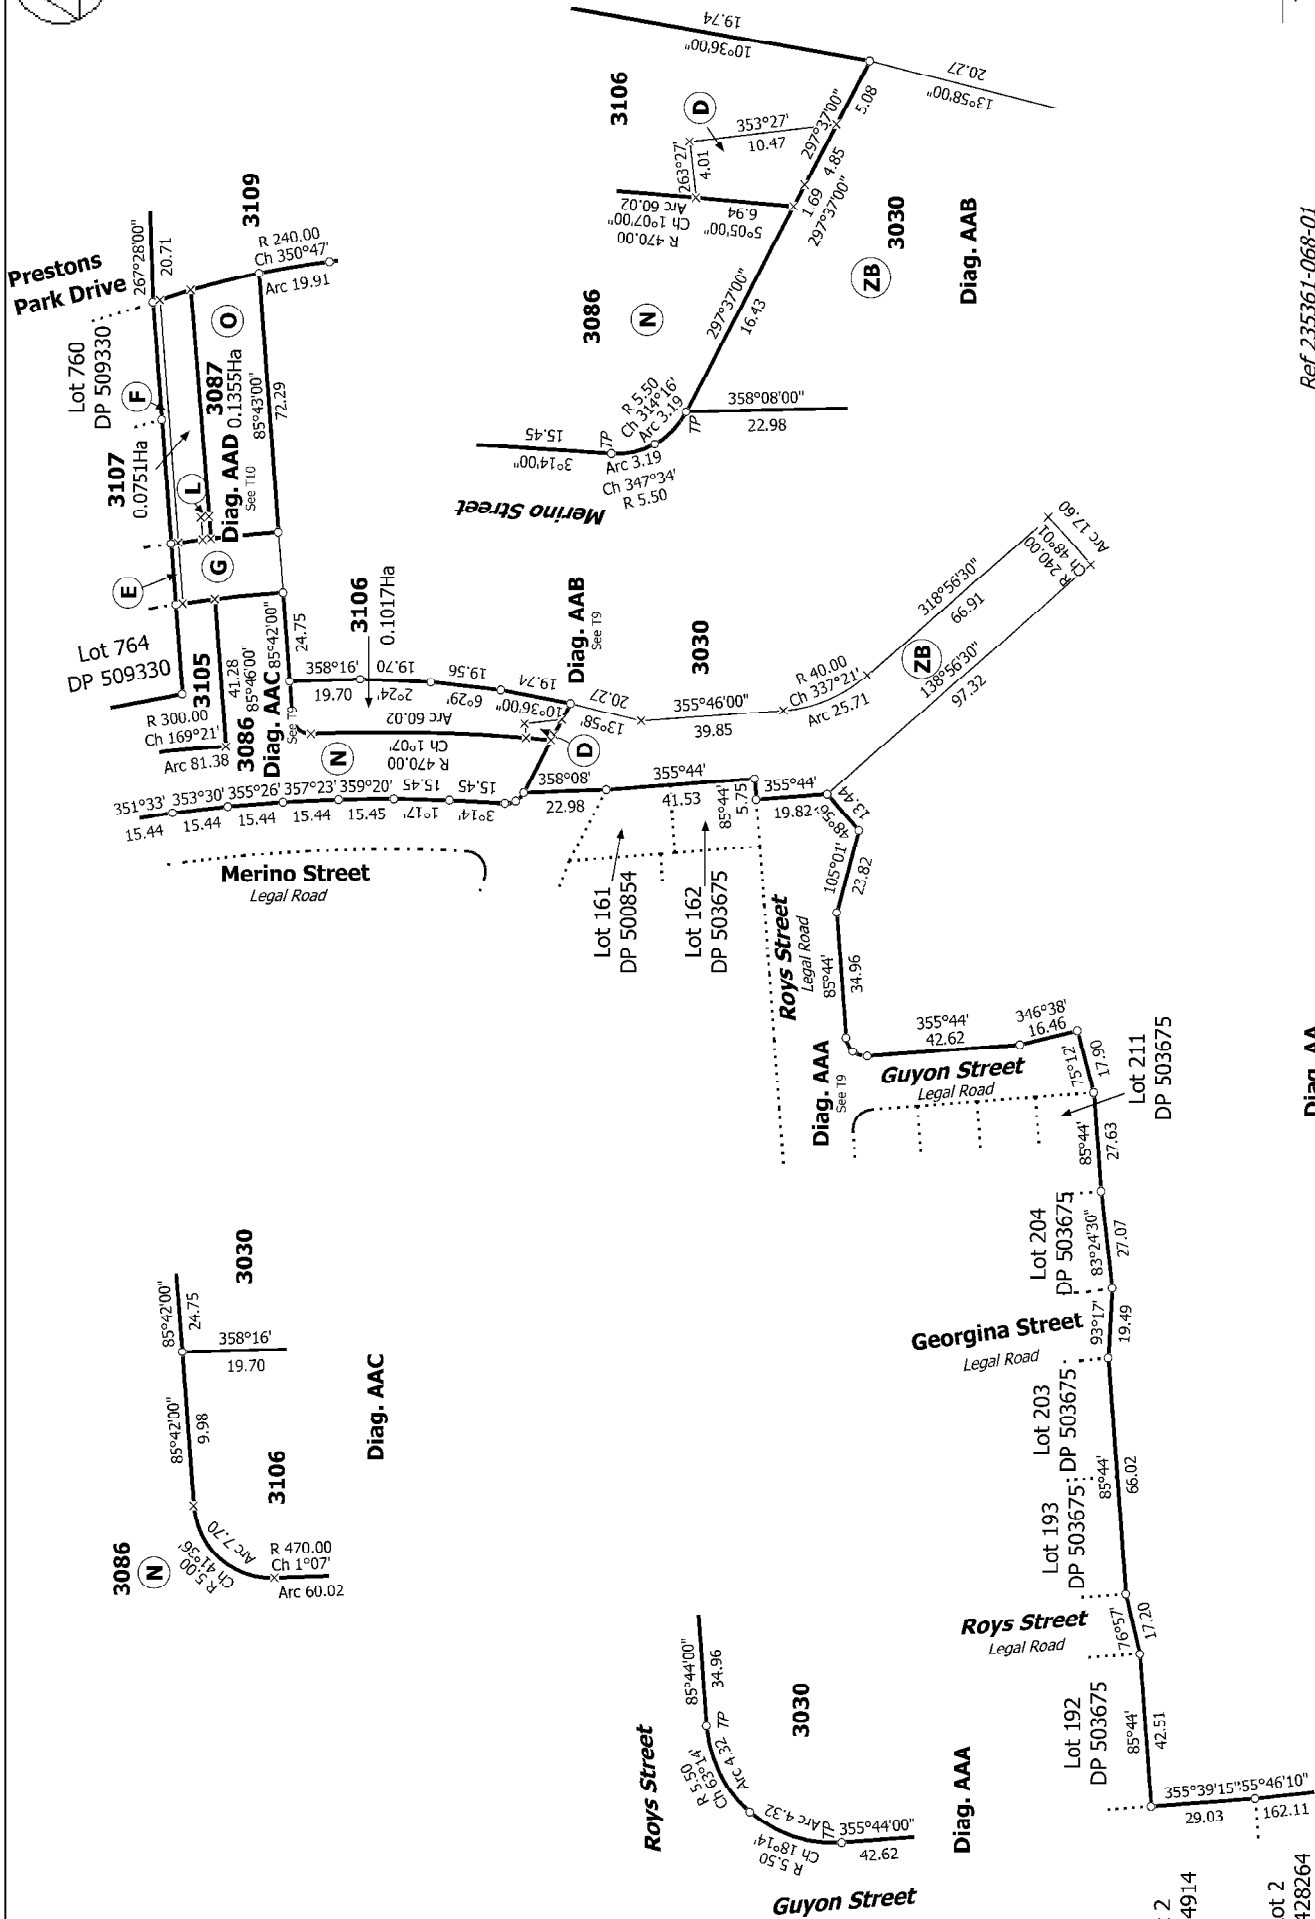 Prestons
Park Drive
267°28'00"
20.71
3109
R 240.00
Ch 350°47'
Arc 19.91
Lot 760
DP 509330
F
3107
0.0751Ha
3087
0.1355Ha
O
L
Diag. AAD
See T10
85°43'00"
72.29
E
G
Lot 764
DP 509330
3105
41.28
85°46'00"
R 300.00
Ch 169°21'
Arc 81.38
3086
Diag. AAC
See T9
85°42'00"
24.75
3106
0.1017Ha
358°91'
19.70
19.70
2°24'
19.56
6°29'
19.74
10°36'00"
Arc 60.02
Ch 1°07'
R 470.00
N
D
Diag. AAB
See T9
20.27
13°58'
3030
355°46'00"
39.85
R 40.00
Ch 337°21'
Arc 25.71
ZB
318°56'30"
66.91
138°56'30"
97.32
R 240.00
Ch 48°01'
Arc 17.60
351°33'
15.44
353°30'
15.44
355°26'
15.44
357°23'
15.44
359°20'
15.45
15.45
1°17'
15.45
3°14'
Merino Street
Legal Road
358°80'
22.98
355°44'
41.53
85°44'
5.75
355°44'
19.82
48°56'
13.44
105°01'
23.82
Lot 161
DP 500854
Lot 162
DP 503675
Roys Street
Legal Road
85°44'
34.96
Diag. AAA
See T9
355°44'
42.62
346°38'
16.46
Guyon Street
Legal Road
75°12'
17.90
Lot 211
DP 503675
85°44'
27.63
Lot 204
DP 503675
83°24'30"
27.07
Georgina Street
Legal Road
93°17'
19.49
Lot 203
DP 503675
Lot 193
DP 503675
85°44'
66.02
Roys Street
Legal Road
76°57'
17.20
Lot 192
DP 503675
85°44'
42.51
355°39'15"
29.03
55°46'10"
162.11
2
4914
ot 2
428264
19.74
10°36'00"
3106
D
353°27'
10.47
263°27'
4.01
20.27
13°58'00"
5.08
297°37'00"
4.85
1.69
297°37'00"
R 470.00
Ch 1°07'00"
Arc 60.02
5°05'00"
6.94
3086
N
297°37'00"
16.43
ZB
3030
Diag. AAB
R 5.50
Ch 314°16'
Arc 3.19
TP
358°08'00"
22.98
15.45
3°14'00"
TP
Arc 3.19
Ch 347°34'
R 5.50
Merino Street
3030
85°42'00"
24.75
358°16'
19.70
85°42'00"
9.98
3106
3086
N
R 5.00
Ch 41°36'
Arc 7.70
R 470.00
Ch 1°07'
Arc 60.02
Diag. AAC
Roys Street
85°44'00"
34.96
TP
R 5.50
Ch 63°14'
Arc 4.32
3030
R 5.50
Ch 18°14'
Arc 4.32
TP
355°44'00"
42.62
Guyon Street
Diag. AAA
Ref 235361-068-01
Diag. AA